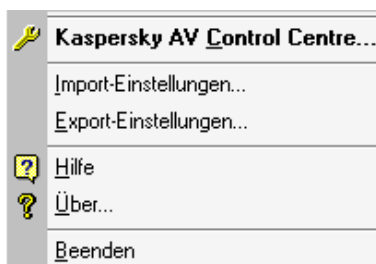 Kaspersky AV Control Centre...
Import-Einstellungen...
Export-Einstellungen...
Hilfe
Über...
Beenden